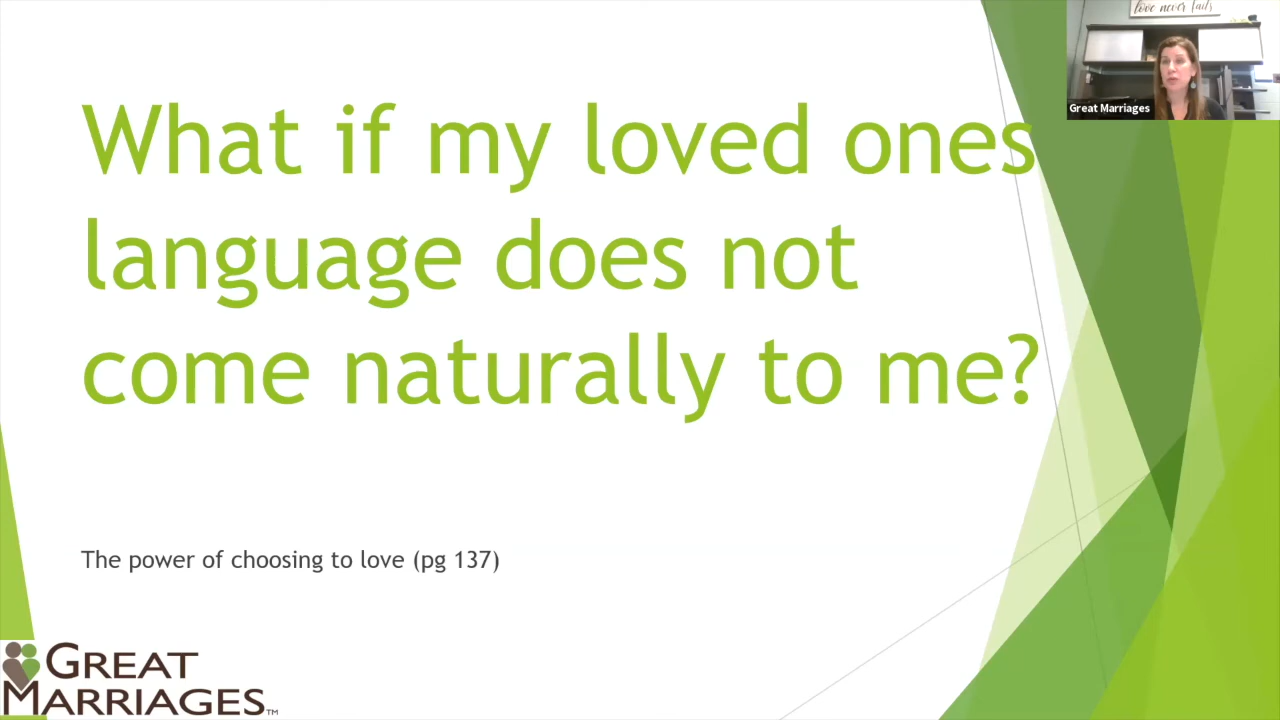 love never fails
Great Marriages
What if my loved ones
language does not
come naturally to me?
The power of choosing to love (pg 137)
GREAT
MARRIAGES™